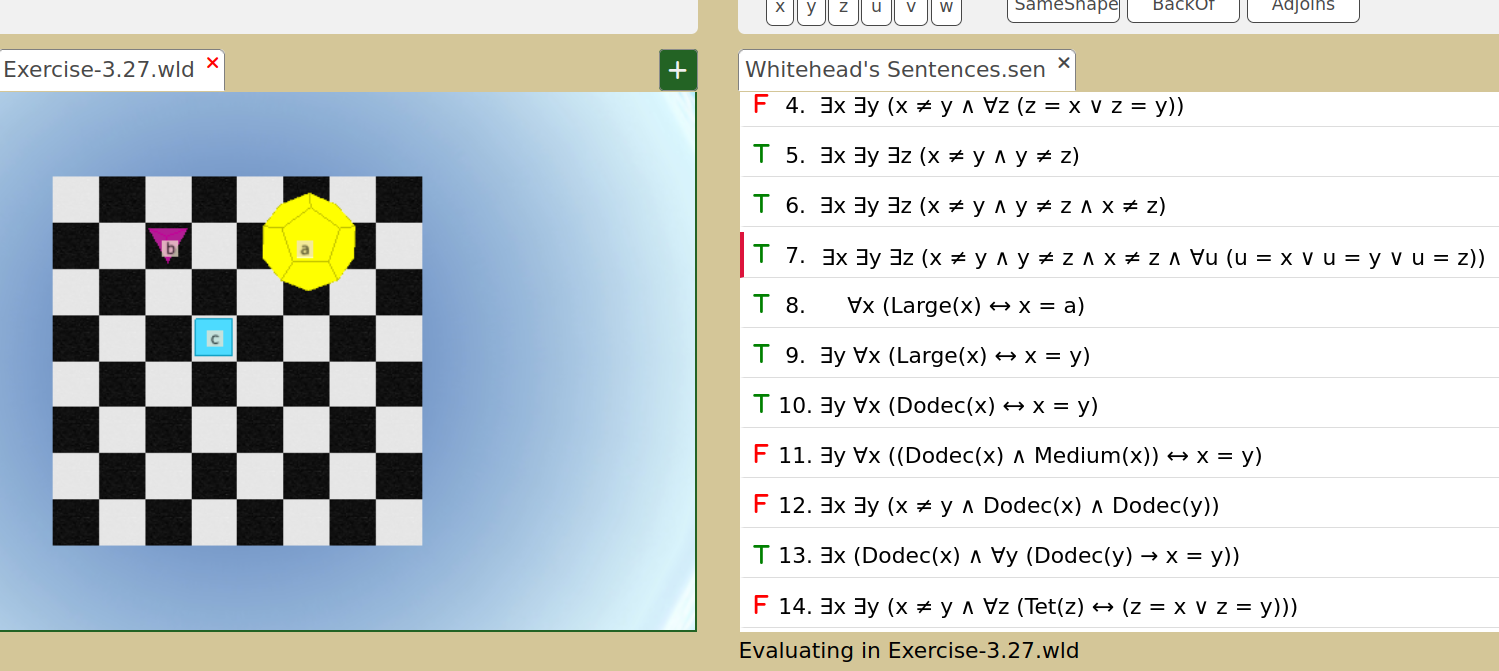 x y z u v w SameShape BackOf Adjoins
Exercise-3.27.wld × +
Whitehead's Sentences.sen ×
F 4. ∃x ∃y (x ≠ y ∧ ∀z (z = x ∨ z = y))
T 5. ∃x ∃y ∃z (x ≠ y ∧ y ≠ z)
T 6. ∃x ∃y ∃z (x ≠ y ∧ y ≠ z ∧ x ≠ z)
T 7. ∃x ∃y ∃z (x ≠ y ∧ y ≠ z ∧ x ≠ z ∧ ∀u (u = x ∨ u = y ∨ u = z))
T 8. ∀x (Large(x) ↔ x = a)
T 9. ∃y ∀x (Large(x) ↔ x = y)
T 10. ∃y ∀x (Dodec(x) ↔ x = y)
F 11. ∃y ∀x ((Dodec(x) ∧ Medium(x)) ↔ x = y)
F 12. ∃x ∃y (x ≠ y ∧ Dodec(x) ∧ Dodec(y))
T 13. ∃x (Dodec(x) ∧ ∀y (Dodec(y) → x = y))
F 14. ∃x ∃y (x ≠ y ∧ ∀z (Tet(z) ↔ (z = x ∨ z = y)))
b a
c
Evaluating in Exercise-3.27.wld